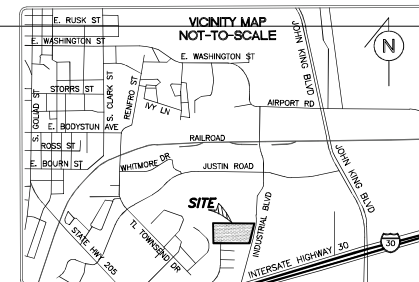 VICINITY MAP
NOT-TO-SCALE
N
E. RUSK ST
E. WASHINGTON ST
E. WASHINGTON ST
JOHN KING BLVD
STORRS ST
S. GOLIAD ST
S. CLARK ST
RENFRO ST
IVY LN
AIRPORT RD
E. BODYSTUN AVE
RAILROAD
ROSS ST
E. BOURN ST
WHITMORE DR
JUSTIN ROAD
JOHN KING BLVD
SITE
INDUSTRIAL BLVD
STATE HWY 205
TL TOWNSEND DR
INTERSATE HIGHWAY 30
30